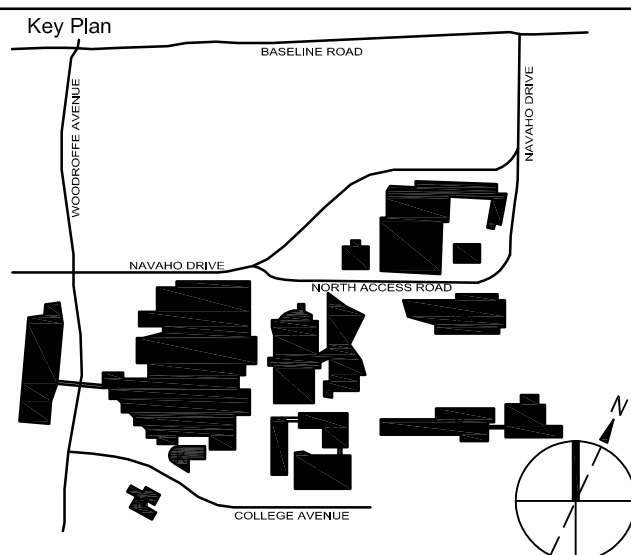 Key Plan
BASELINE ROAD
WOODROFFE AVENUE
NAVAHO DRIVE
NAVAHO DRIVE
NORTH ACCESS ROAD
N
COLLEGE AVENUE